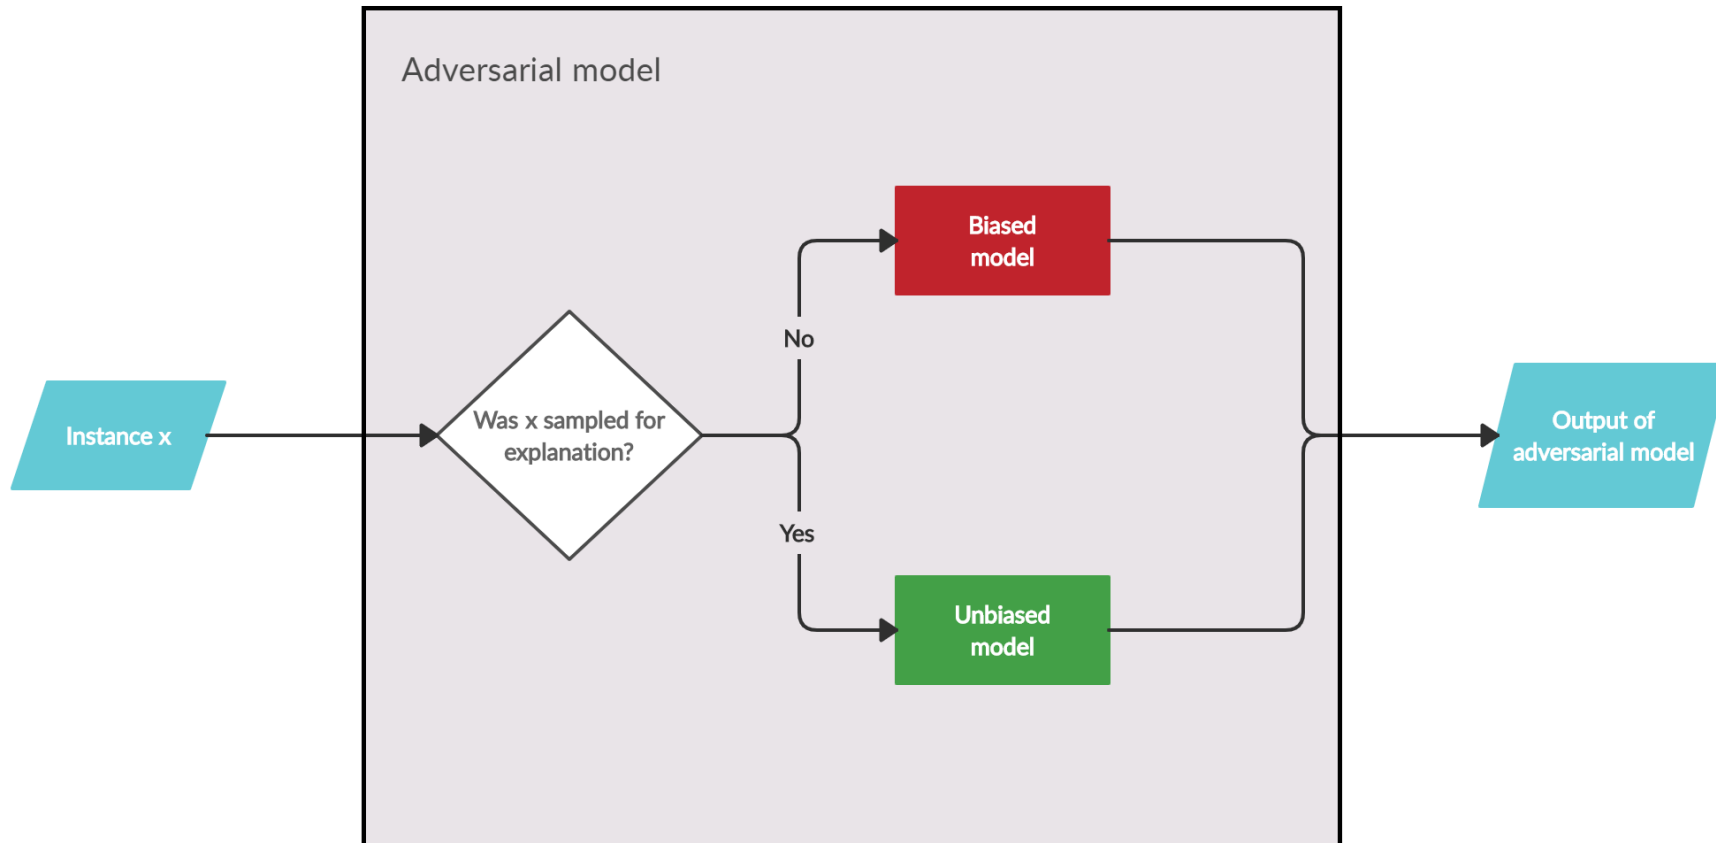 Adversarial model
Biased
model
No
Instance x
Was x sampled for
explanation?
Output of
adversarial model
Yes
Unbiased
model